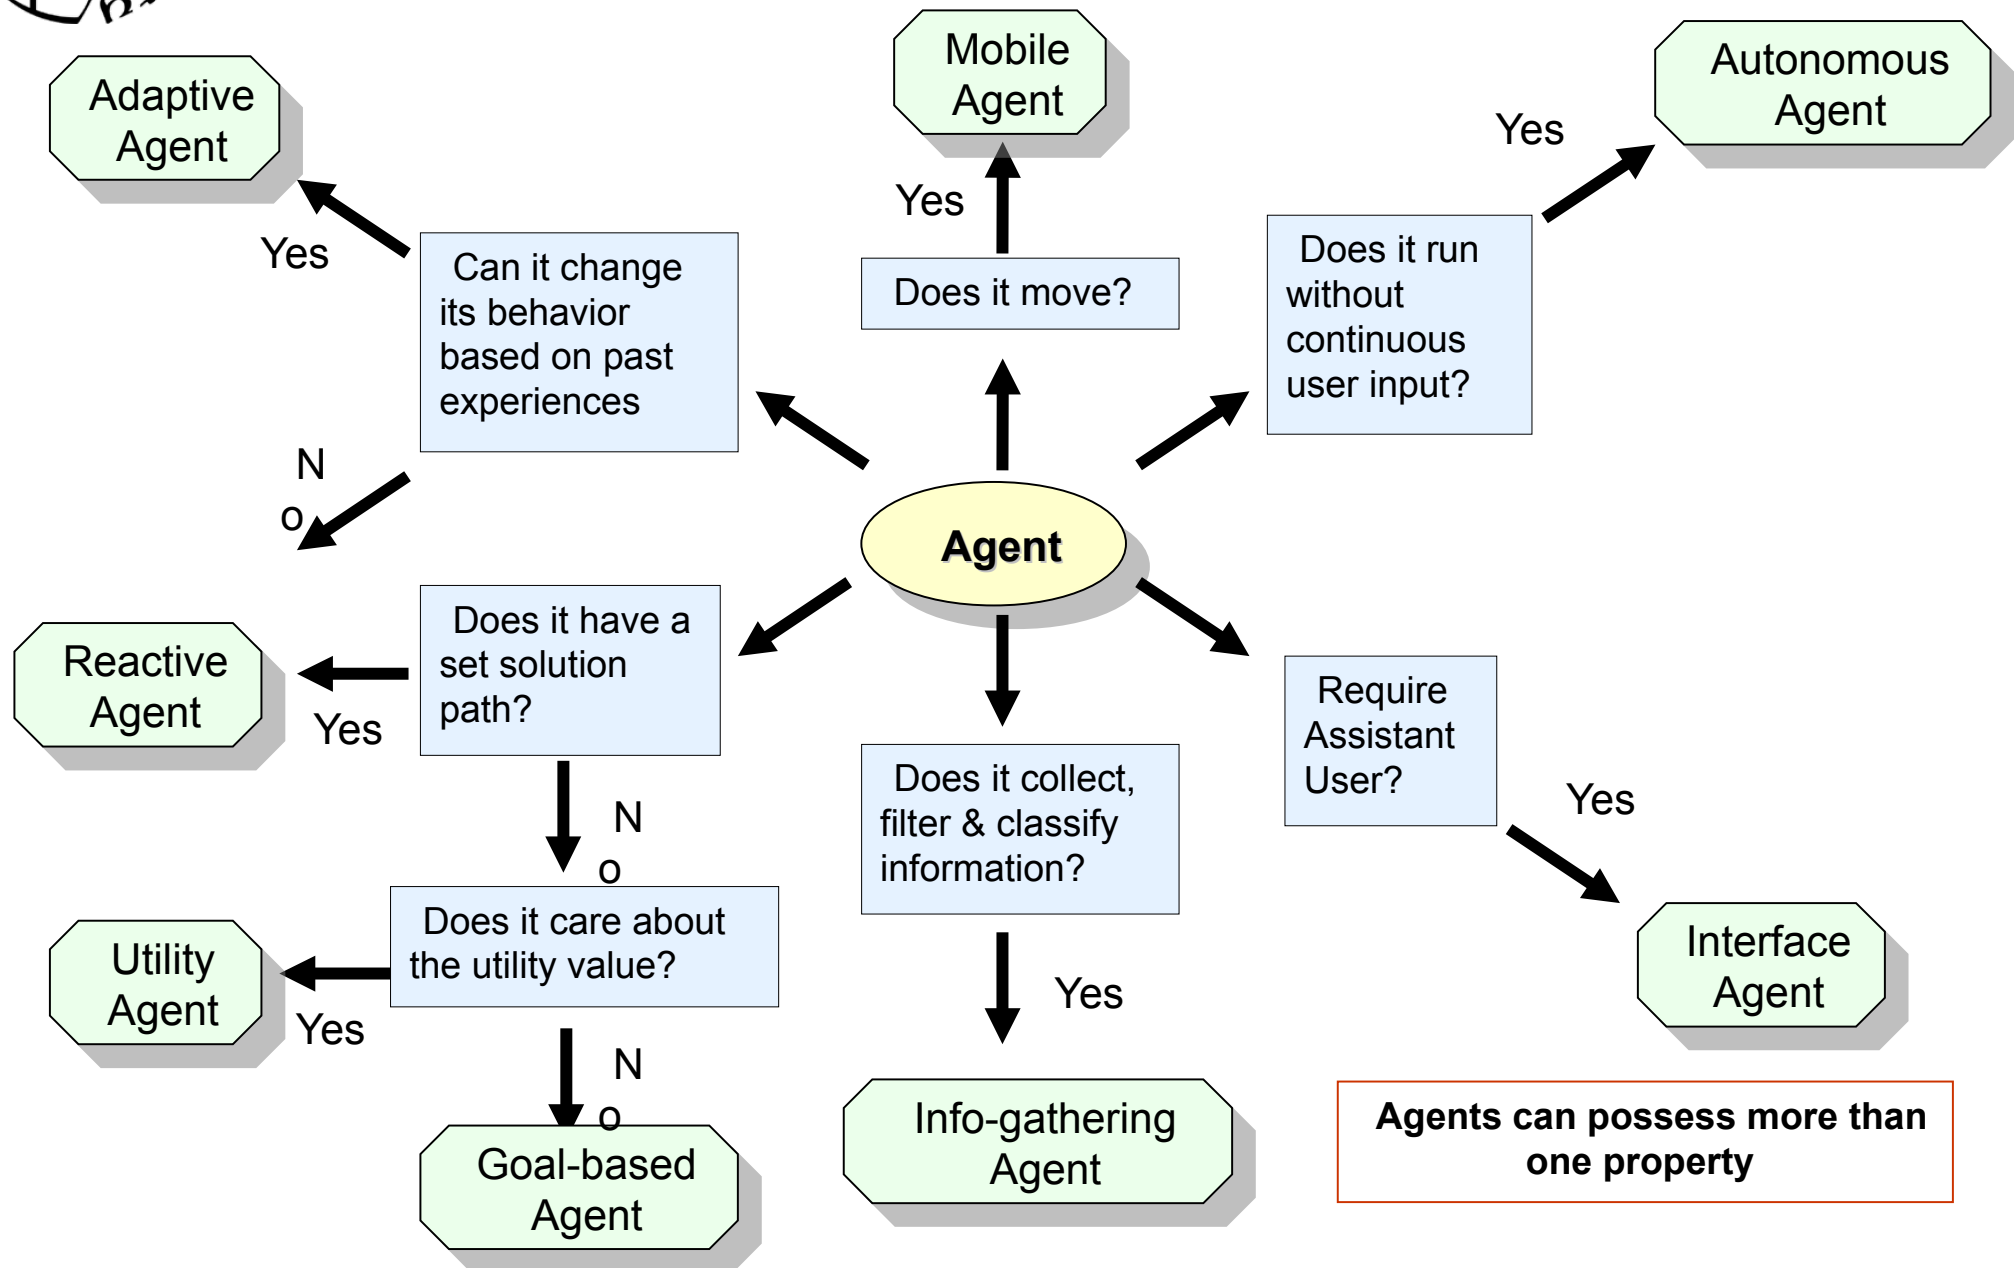 Adaptive
Agent
Mobile
Agent
Autonomous
Agent
Yes
Yes
Yes
Can it change
its behavior
based on past
experiences
Does it move?
Does it run
without
continuous
user input?
N
o
Agent
Reactive
Agent
Yes
Does it have a
set solution
path?
Require
Assistant
User?
Yes
N
o
Does it collect,
filter & classify
information?
Utility
Agent
Yes
Does it care about
the utility value?
Yes
Interface
Agent
N
o
Goal-based
Agent
Info-gathering
Agent
Agents can possess more than
one property